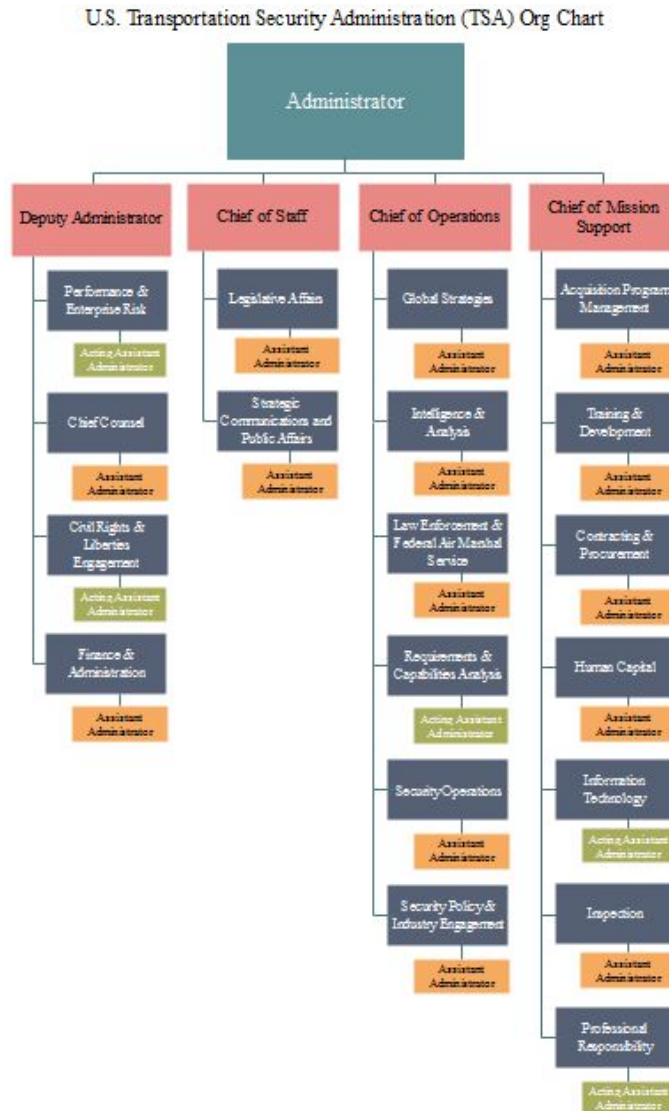 U.S. Transportation Security Administration (TSA) Org Chart
Administrator
Deputy Administrator
Performance &
Enterprise Risk
Acting Assistant
Administrator
Chief Counsel
Assistant
Administrator
Civil Rights &
Liberties
Engagement
Acting Assistant
Administrator
Finance &
Administration
Assistant
Administrator
Chief of Staff
Legislative Affairs
Assistant
Administrator
Strategic
Communications and
Public Affairs
Assistant
Administrator
Chief of Operations
Global Strategies
Assistant
Administrator
Intelligence &
Analysis
Assistant
Administrator
Law Enforcement &
Federal Air Marshal
Service
Assistant
Administrator
Requirements &
Capabilities Analysis
Acting Assistant
Administrator
Security Operations
Assistant
Administrator
Security Policy &
Industry Engagement
Assistant
Administrator
Chief of Mission
Support
Acquisition Program
Management
Assistant
Administrator
Training &
Development
Assistant
Administrator
Contracting &
Procurement
Assistant
Administrator
Human Capital
Assistant
Administrator
Information
Technology
Acting Assistant
Administrator
Inspection
Assistant
Administrator
Professional
Responsibility
Acting Assistant
Administrator